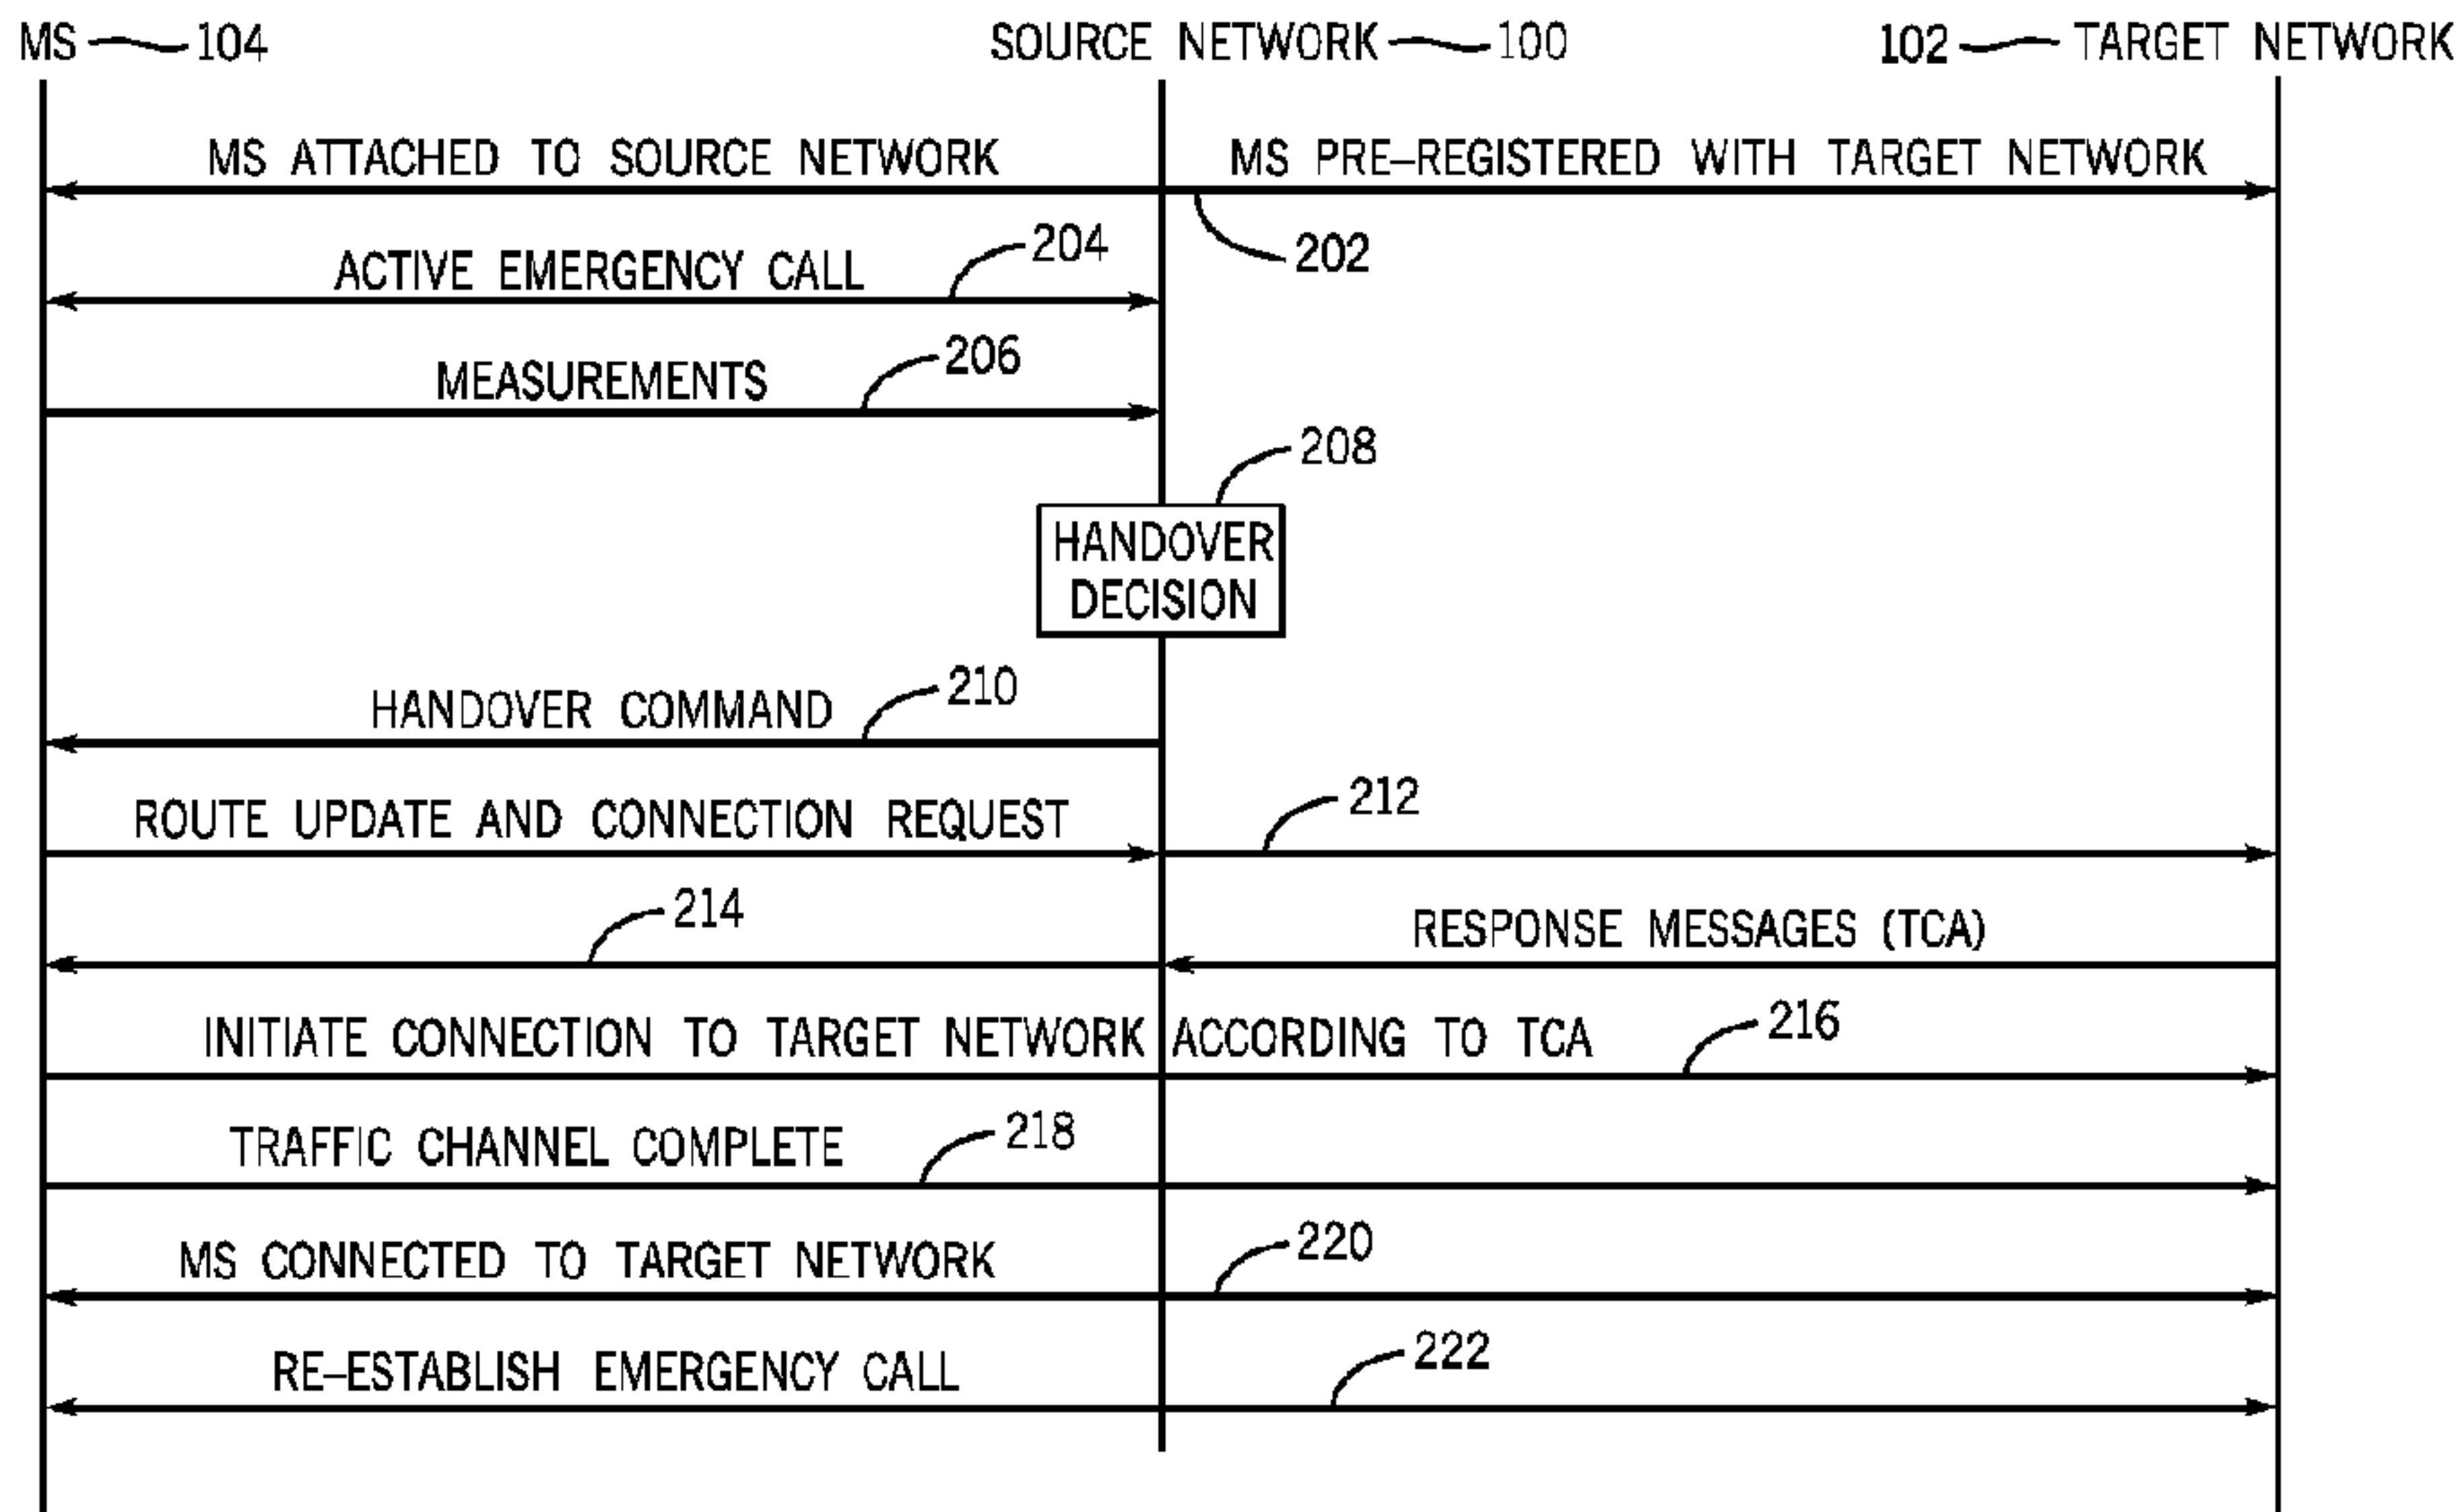 MS 104
SOURCE NETWORK 100
102 TARGET NETWORK
MS ATTACHED TO SOURCE NETWORK
MS PRE–REGISTERED WITH TARGET NETWORK
202
ACTIVE EMERGENCY CALL
204
MEASUREMENTS
206
208
HANDOVER
DECISION
HANDOVER COMMAND
210
ROUTE UPDATE AND CONNECTION REQUEST
212
214
RESPONSE MESSAGES (TCA)
INITIATE CONNECTION TO TARGET NETWORK ACCORDING TO TCA
216
TRAFFIC CHANNEL COMPLETE
218
MS CONNECTED TO TARGET NETWORK
220
RE–ESTABLISH EMERGENCY CALL
222